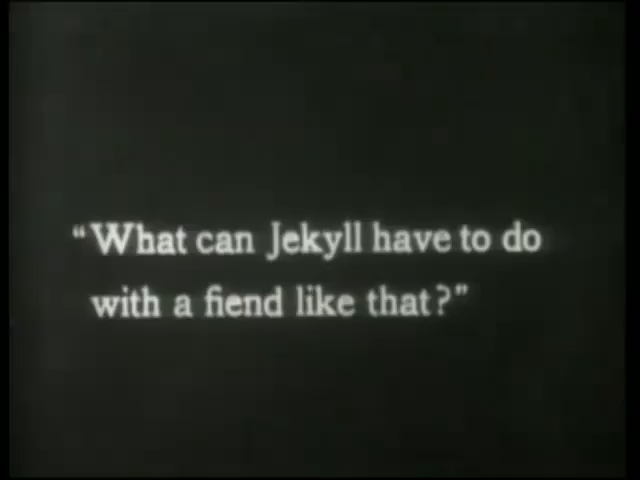 “What can Jekyll have to do
with a fiend like that?”